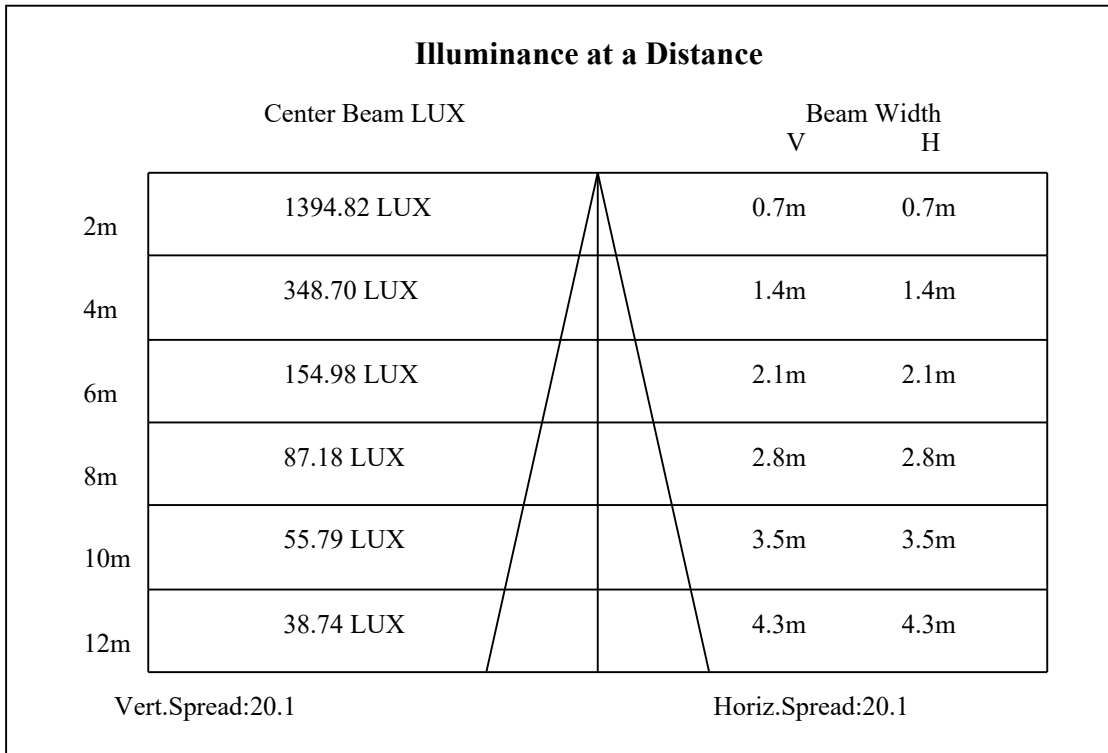 Illuminance at a Distance
Center Beam LUX Beam Width
V H
2m 1394.82 LUX 0.7m 0.7m
4m 348.70 LUX 1.4m 1.4m
6m 154.98 LUX 2.1m 2.1m
8m 87.18 LUX 2.8m 2.8m
10m 55.79 LUX 3.5m 3.5m
12m 38.74 LUX 4.3m 4.3m
Vert.Spread:20.1 Horiz.Spread:20.1